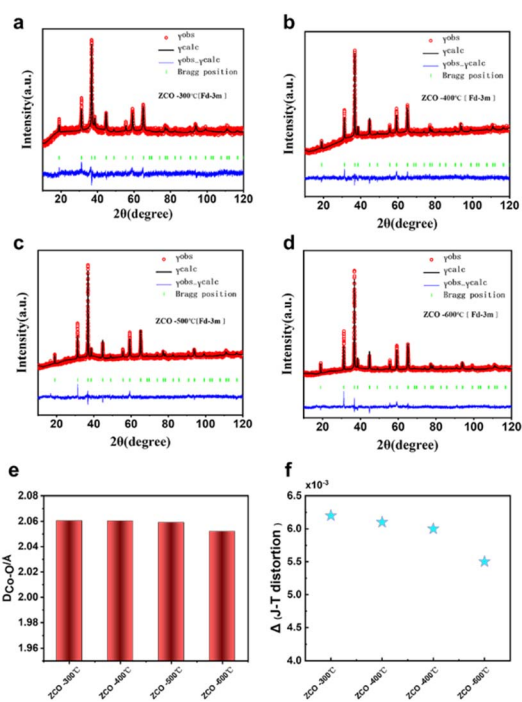 a
Intensity(a.u.)
Yobs
Ycalc
Yobs-Ycalc
Bragg position
ZCO -300℃[Fd-3m ]
20 40 60 80 100 120
2θ(degree)
b
Intensity(a.u.)
Yobs
Ycalc
Yobs-Ycalc
Bragg position
ZCO -400℃ [ Fd-3m ]
20 40 60 80 100 120
2θ(degree)
c
Intensity(a.u.)
Yobs
Ycalc
Yobs-Ycalc
Bragg position
ZCO -500℃[Fd-3m ]
20 40 60 80 100 120
2θ(degree)
d
Intensity(a.u.)
Yobs
Ycalc
Yobs-Ycalc
Bragg position
ZCO -600℃ [ Fd-3m ]
20 40 60 80 100 120
2θ(degree)
e
DCo-O/Å
2.08
2.06
2.04
2.02
2.00
1.98
1.96
ZCO -300℃
ZCO -400℃
ZCO -500℃
ZCO -600℃
f
x10-3
Δ (J-T distortion )
6.5
6.0
5.5
5.0
4.5
4.0
ZCO -300℃
ZCO -400℃
ZCO -400℃
ZCO -600℃